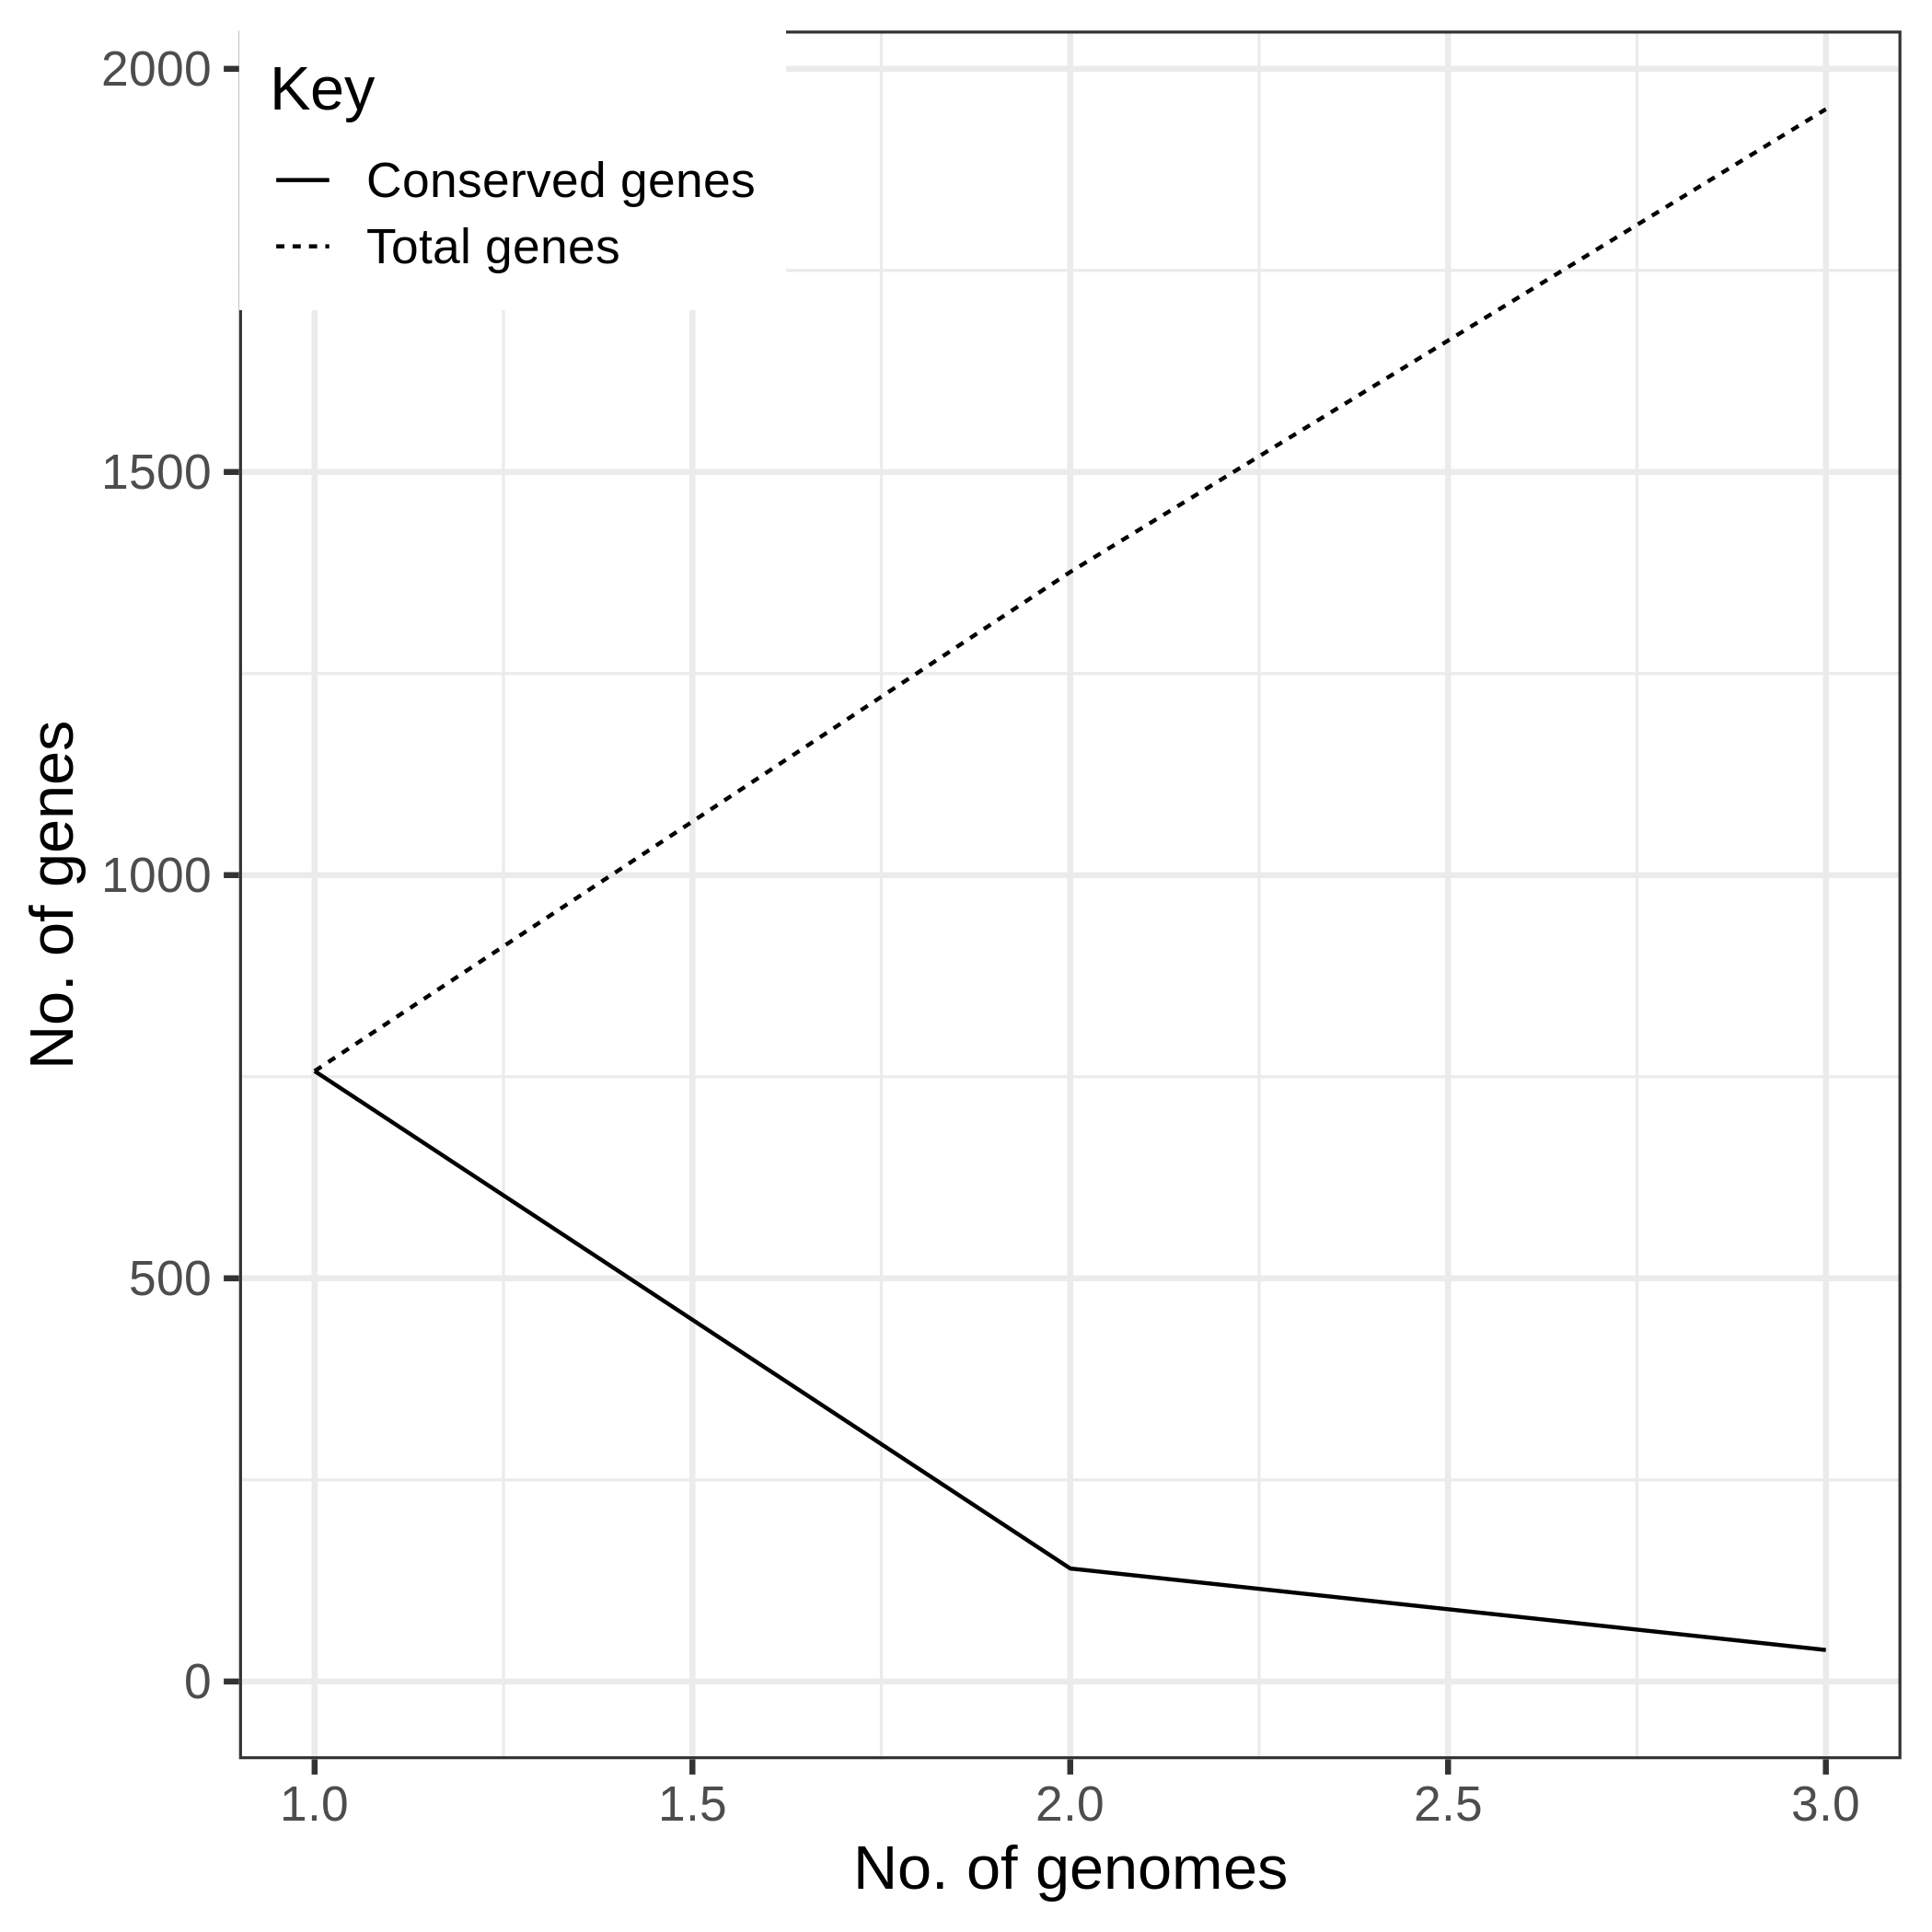 Key
Conserved genes
Total genes
2000
1500
1000
500
0
No. of genes
1.0 1.5 2.0 2.5 3.0
No. of genomes